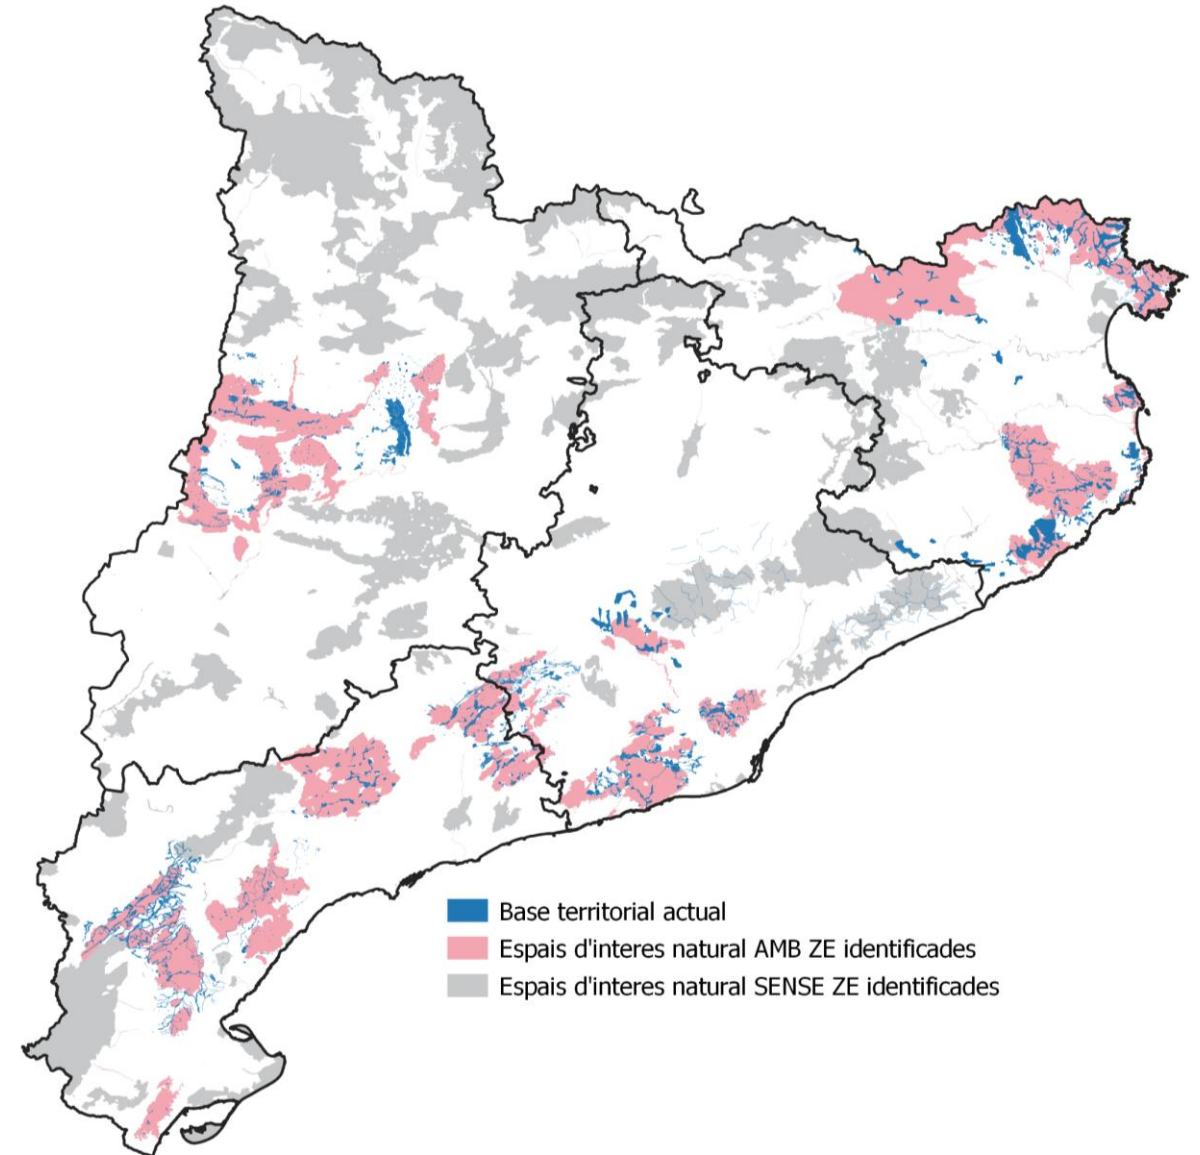 Base territorial actual
Espais d'interes natural AMB ZE identificades
Espais d'interes natural SENSE ZE identificades